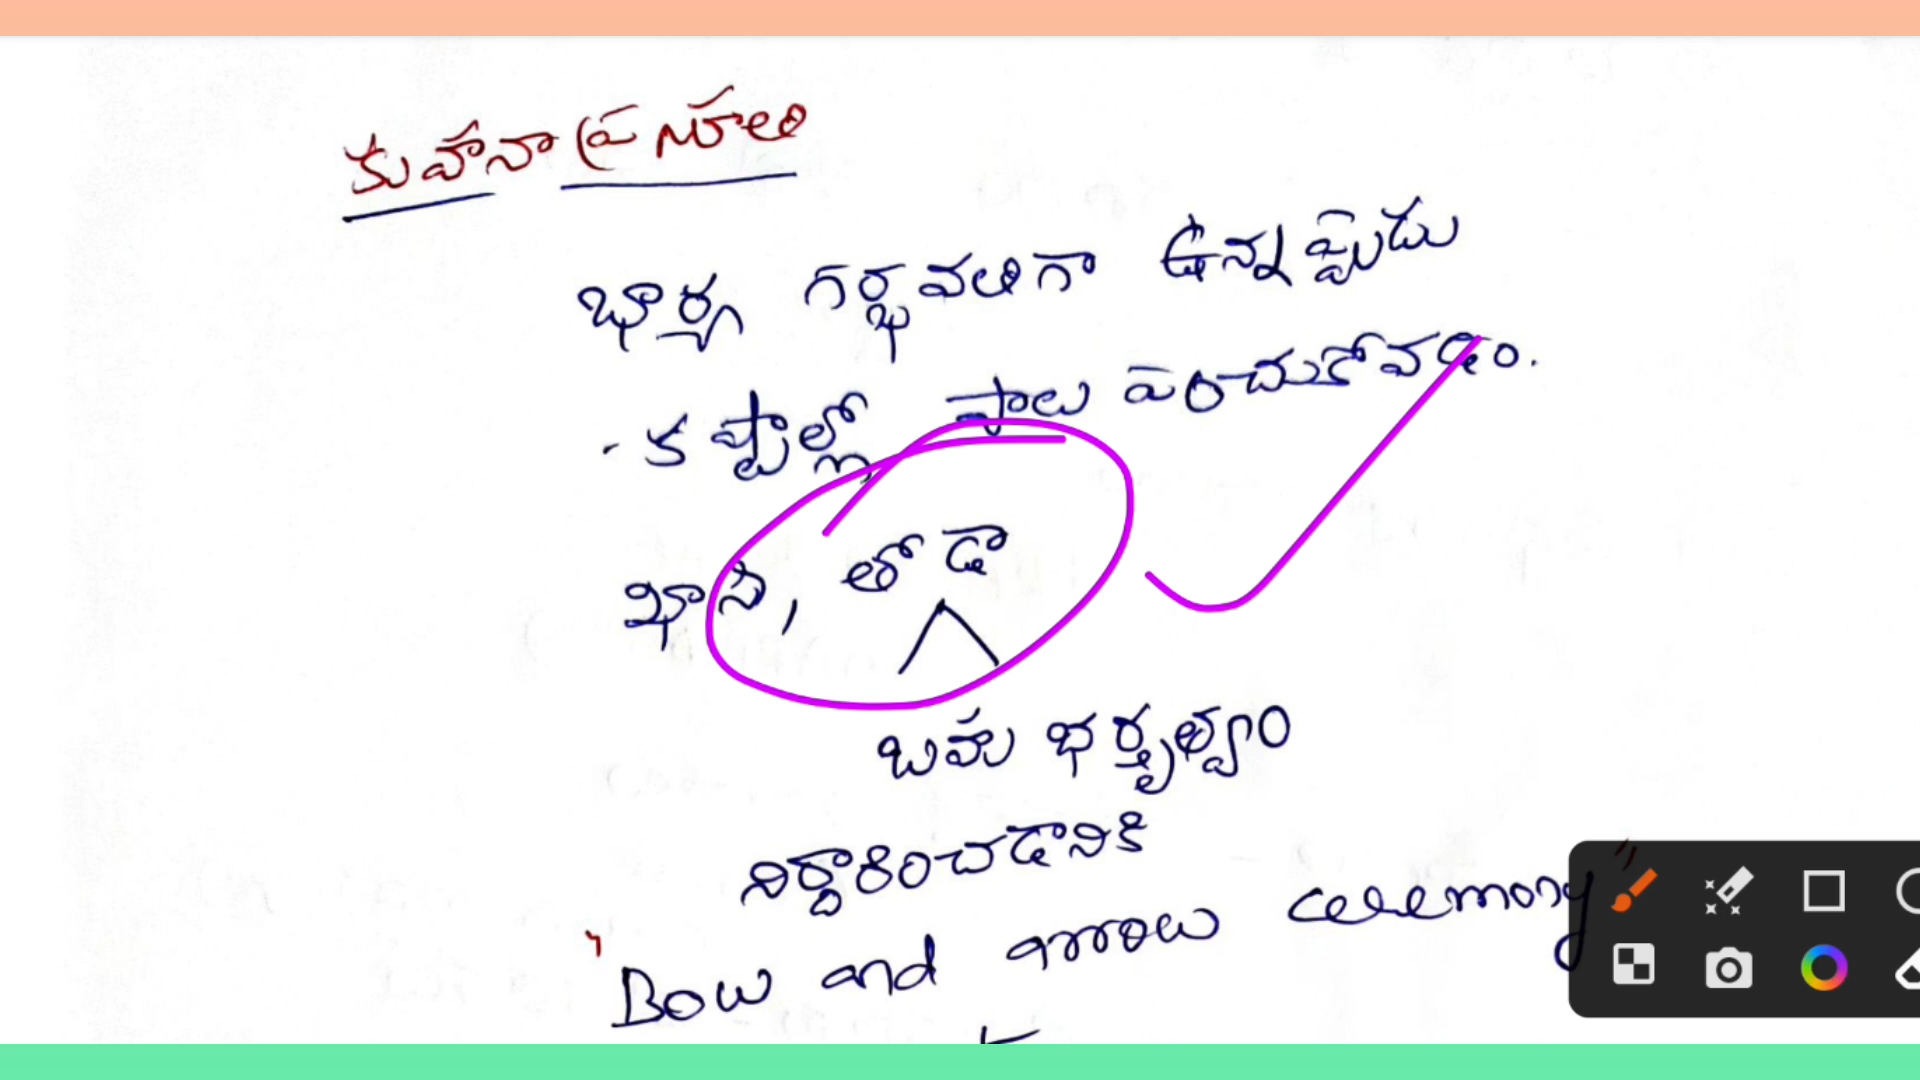 కుహనా ప్రసూతి
భార్య గర్భవతిగా ఉన్నప్పుడు
- కష్టాల్లో పాలు పంచుకోవడం.
ఖాసి, తోడా
బహు భర్తృత్వం
నిర్ధారించడానికి
"Bow and arrow ceremony"